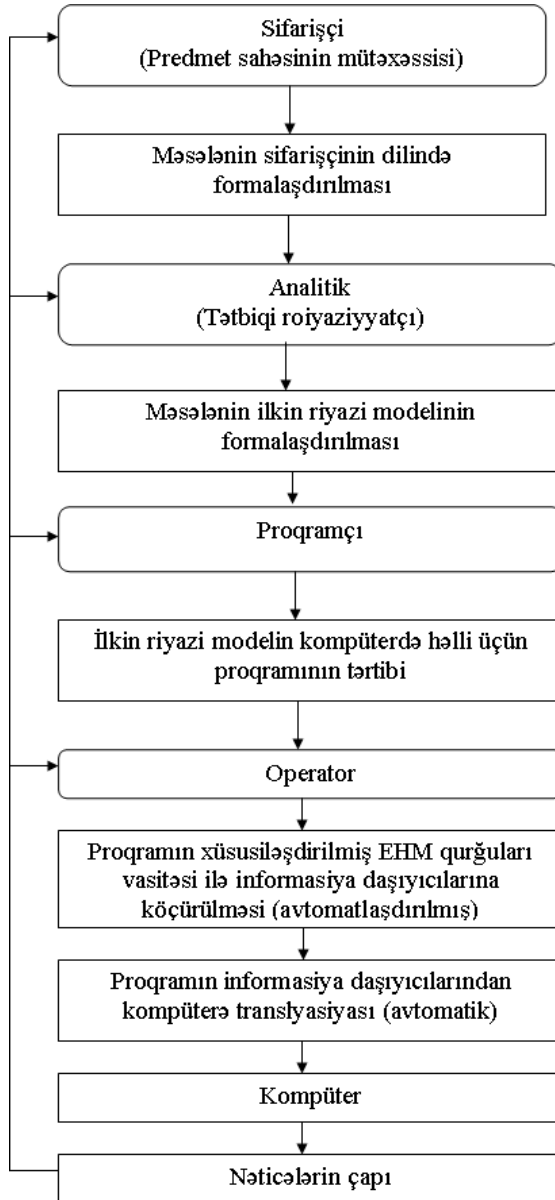 Sifarişçi
(Predmet sahəsinin mütəxəssisi)
Məsələnin sifarişçinin dilində
formalaşdırılması
Analitik
(Tətbiqi roiyaziyyatçı)
Məsələnin ilkin riyazi modelinin
formalaşdırılması
Proqramçı
İlkin riyazi modelin kompüterdə həlli üçün
proqramının tərtibi
Operator
Proqramın xüsusiləşdirilmiş EHM qurğuları
vasitəsi ilə informasiya daşıyıcılarına
köçürülməsi (avtomatlaşdırılmış)
Proqramın informasiya daşıyıcılarından
kompüterə translyasiyası (avtomatik)
Kompüter
Nəticələrin çapı